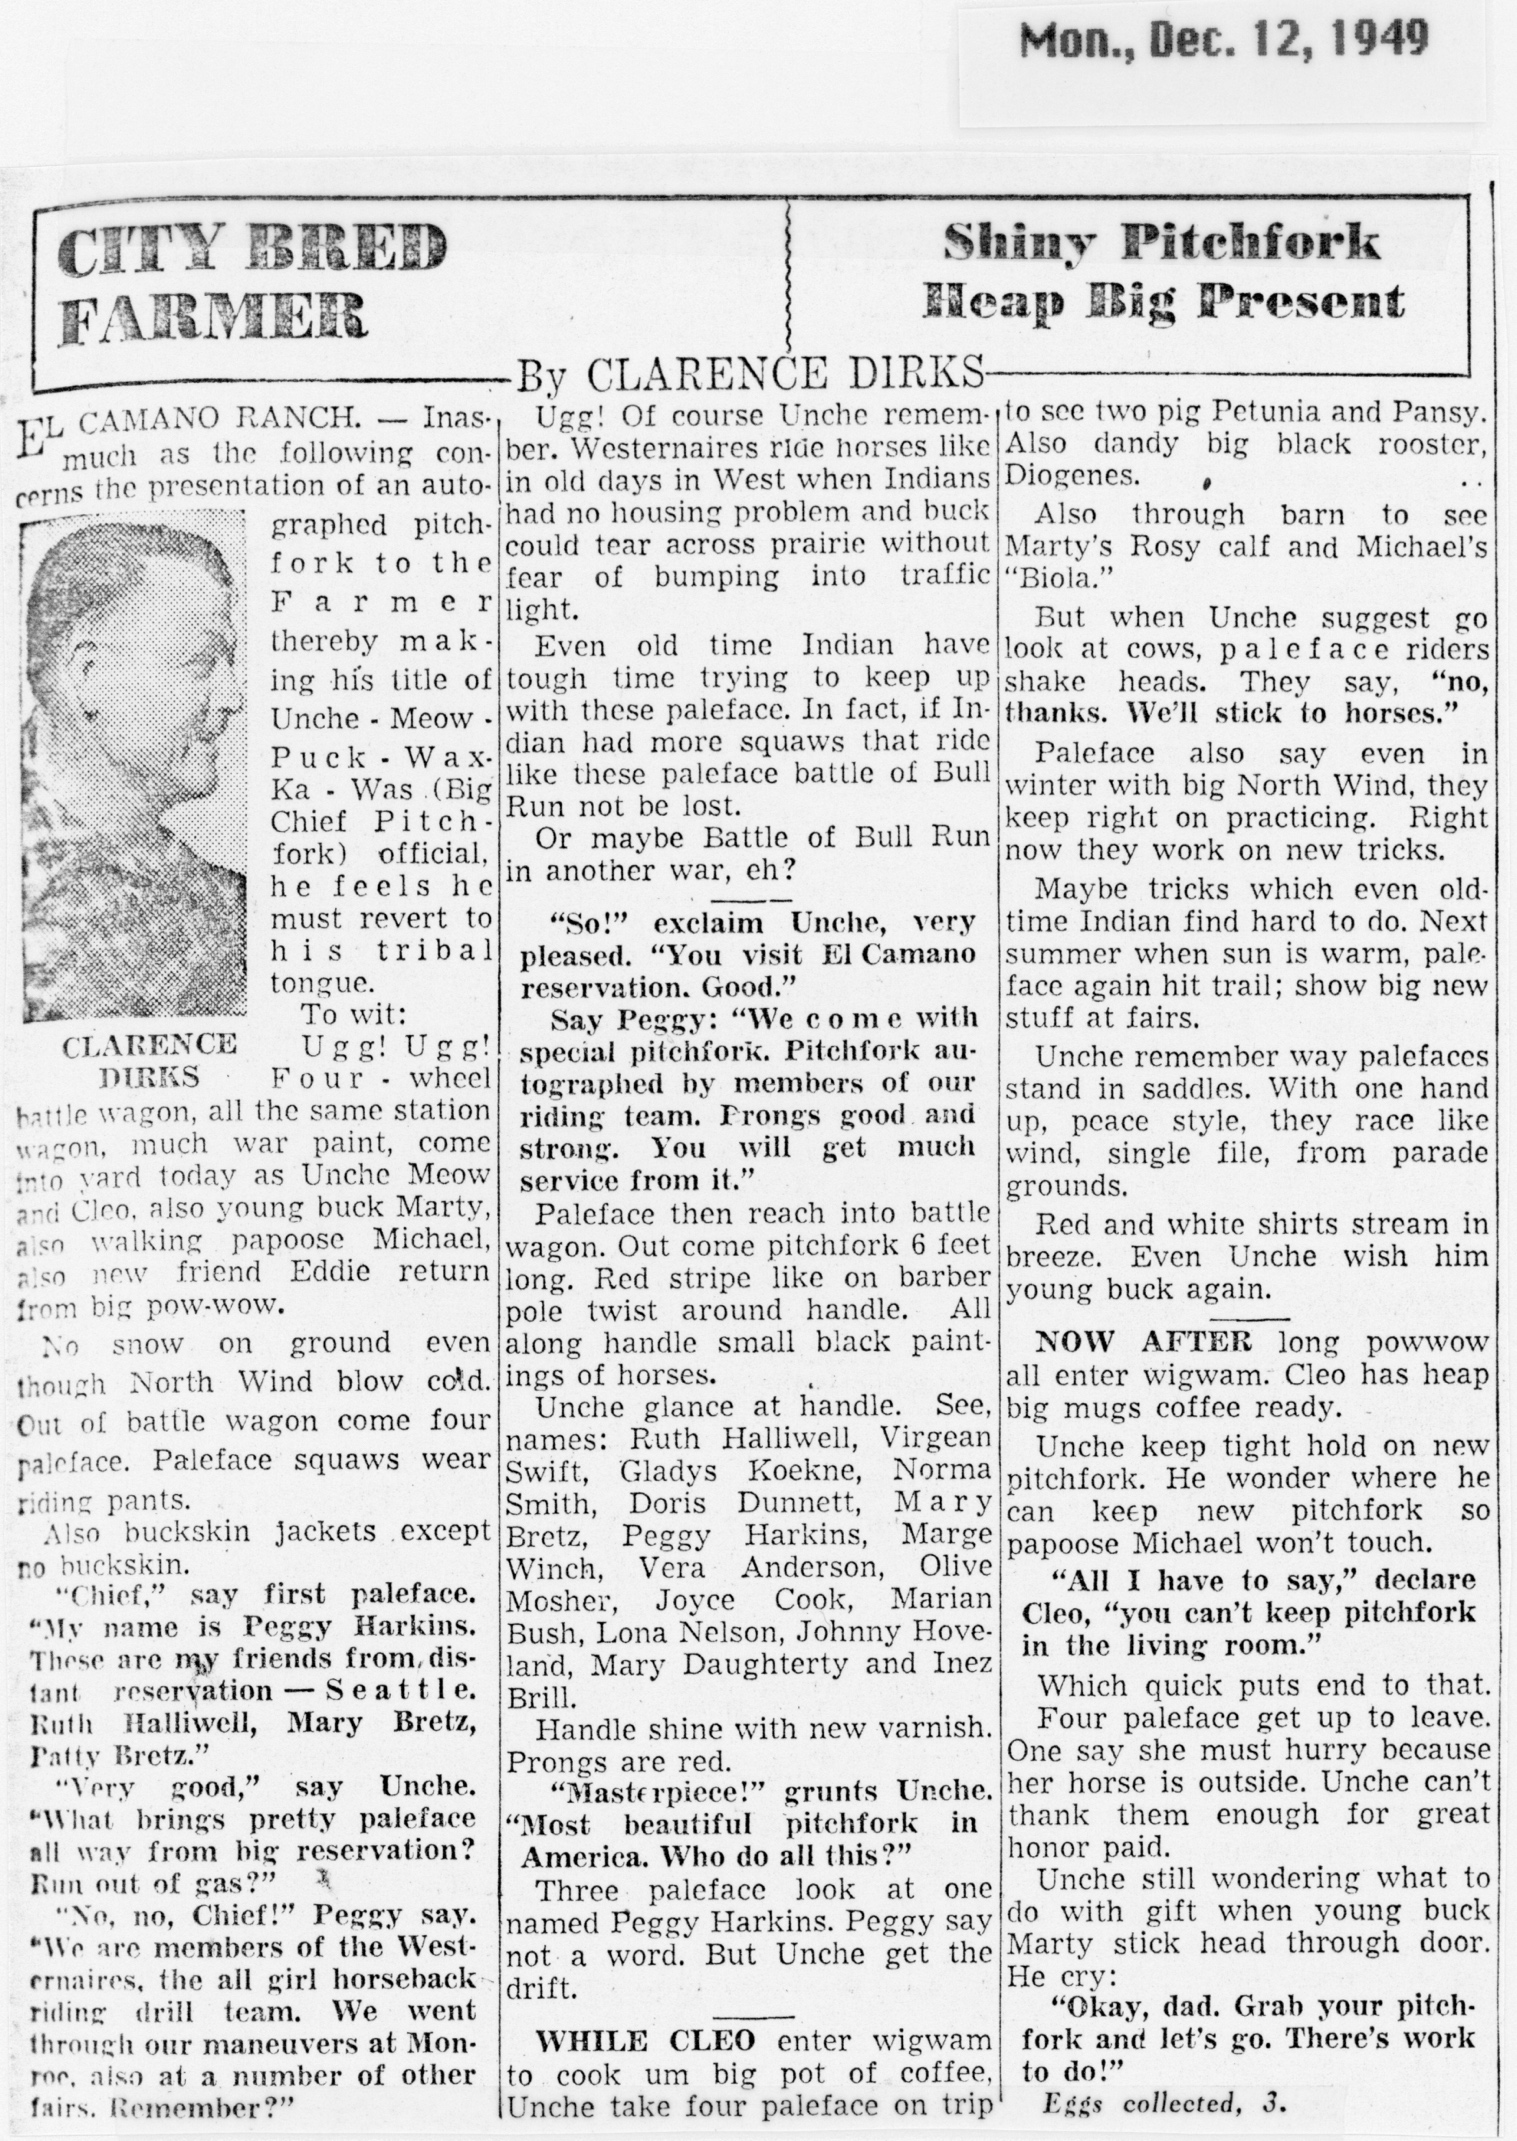 Mon., Dec. 12, 1949
CITY BRED
FARMER
Shiny Pitchfork
Heap Big Present
By CLARENCE DIRKS
EL CAMANO RANCH. — Inas-
much as the following con-
cerns the presentation of an auto-
graphed pitch-
fork to the
Farmer
thereby mak-
ing his title of
Unche - Meow -
Puck - Wax-
Ka - Was (Big
Chief Pitch-
fork) official,
he feels he
must revert to
his tribal
tongue.
To wit:
Ugg! Ugg!
Four - wheel
CLARENCE
DIRKS
battle wagon, all the same station
wagon, much war paint, come
into yard today as Unche Meow
and Cleo, also young buck Marty,
also walking papoose Michael,
also new friend Eddie return
from big pow-wow.
No snow on ground even
though North Wind blow cold.
Out of battle wagon come four
paleface. Paleface squaws wear
riding pants.
Also buckskin jackets except
no buckskin.
"Chief," say first paleface.
"My name is Peggy Harkins.
These are my friends from dis-
tant reservation — Seattle.
Ruth Halliwell, Mary Bretz,
Patty Bretz."
"Very good," say Unche.
"What brings pretty paleface
all way from big reservation?
Run out of gas?"
"No, no, Chief!" Peggy say.
"We are members of the West-
ernaires, the all girl horseback
riding drill team. We went
through our maneuvers at Mon-
roe, also at a number of other
fairs. Remember?"
Ugg! Of course Unche remem-
ber. Westernaires ride horses like
in old days in West when Indians
had no housing problem and buck
could tear across prairie without
fear of bumping into traffic
light.
Even old time Indian have
tough time trying to keep up
with these paleface. In fact, if In-
dian had more squaws that ride
like these paleface battle of Bull
Run not be lost.
Or maybe Battle of Bull Run
in another war, eh?
"So!" exclaim Unche, very
pleased. "You visit El Camano
reservation. Good."
Say Peggy: "We come with
special pitchfork. Pitchfork au-
tographed by members of our
riding team. Prongs good and
strong. You will get much
service from it."
Paleface then reach into battle
wagon. Out come pitchfork 6 feet
long. Red stripe like on barber
pole twist around handle. All
along handle small black paint-
ings of horses.
Unche glance at handle. See,
names: Ruth Halliwell, Virgean
Swift, Gladys Koekne, Norma
Smith, Doris Dunnett, Mary
Bretz, Peggy Harkins, Marge
Winch, Vera Anderson, Olive
Mosher, Joyce Cook, Marian
Bush, Lona Nelson, Johnny Hove-
land, Mary Daughterty and Inez
Brill.
Handle shine with new varnish.
Prongs are red.
"Masterpiece!" grunts Unche.
"Most beautiful pitchfork in
America. Who do all this?"
Three paleface look at one
named Peggy Harkins. Peggy say
not a word. But Unche get the
drift.
WHILE CLEO enter wigwam
to cook um big pot of coffee,
Unche take four paleface on trip
to see two pig Petunia and Pansy.
Also dandy big black rooster,
Diogenes.
Also through barn to see
Marty's Rosy calf and Michael's
"Biola."
But when Unche suggest go
look at cows, paleface riders
shake heads. They say, "no,
thanks. We'll stick to horses."
Paleface also say even in
winter with big North Wind, they
keep right on practicing. Right
now they work on new tricks.
Maybe tricks which even old-
time Indian find hard to do. Next
summer when sun is warm, pale-
face again hit trail; show big new
stuff at fairs.
Unche remember way palefaces
stand in saddles. With one hand
up, peace style, they race like
wind, single file, from parade
grounds.
Red and white shirts stream in
breeze. Even Unche wish him
young buck again.
NOW AFTER long powwow
all enter wigwam. Cleo has heap
big mugs coffee ready.
Unche keep tight hold on new
pitchfork. He wonder where he
can keep new pitchfork so
papoose Michael won't touch.
"All I have to say," declare
Cleo, "you can't keep pitchfork
in the living room."
Which quick puts end to that.
Four paleface get up to leave.
One say she must hurry because
her horse is outside. Unche can't
thank them enough for great
honor paid.
Unche still wondering what to
do with gift when young buck
Marty stick head through door.
He cry:
"Okay, dad. Grab your pitch-
fork and let's go. There's work
to do!"
Eggs collected, 3.